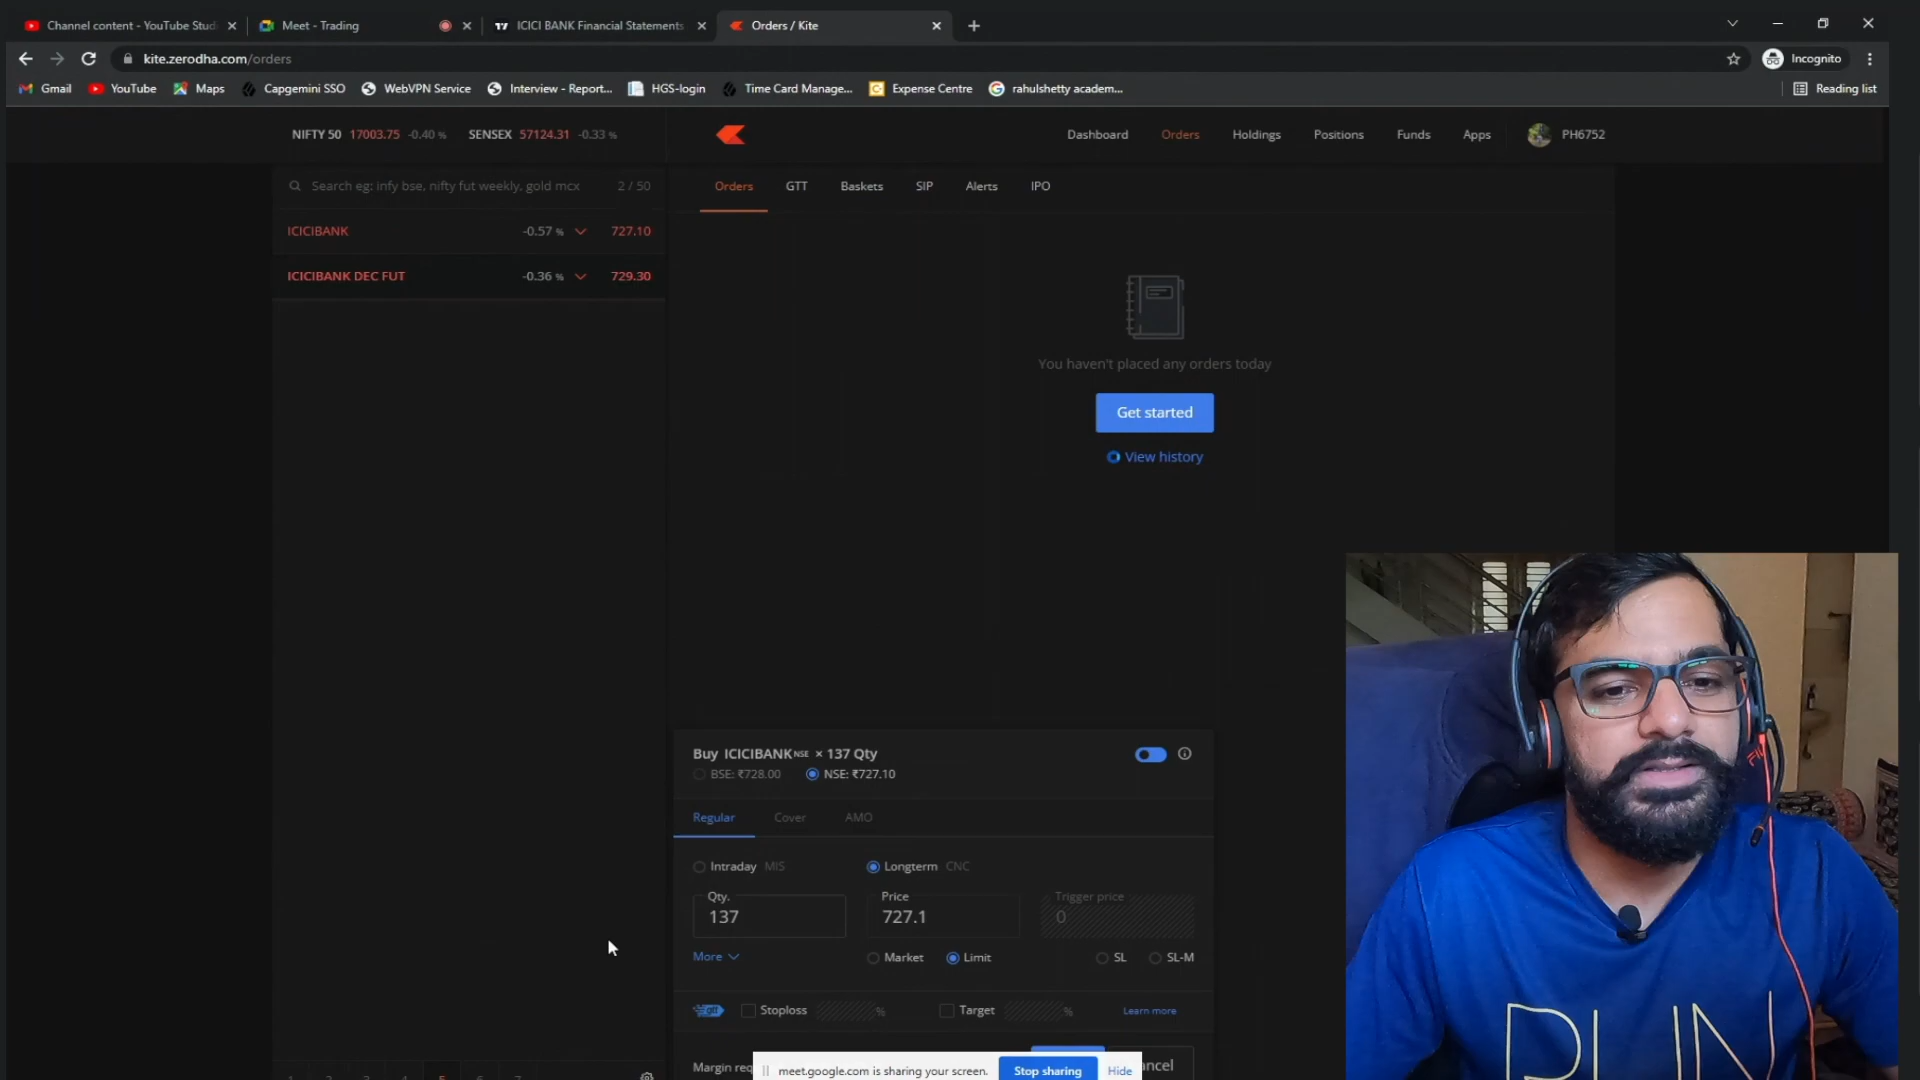 Channel content - YouTube Stud
Meet - Trading
ICICI BANK Financial Statements
Orders / Kite
kite.zerodha.com/orders
Incognito
Gmail
YouTube
Maps
Capgemini SSO
WebVPN Service
Interview - Report...
HGS-login
Time Card Manage...
Expense Centre
rahulshetty academ...
Reading list
NIFTY 50 17003.75 -0.40 %
SENSEX 57124.31 -0.33 %
Dashboard
Orders
Holdings
Positions
Funds
Apps
PH6752
Search eg: infy bse, nifty fut weekly, gold mcx
2 / 50
Orders
GTT
Baskets
SIP
Alerts
IPO
ICICIBANK -0.57 % 727.10
ICICIBANK DEC FUT -0.36 % 729.30
You haven't placed any orders today
Get started
View history
Buy ICICIBANK NSE × 137 Qty
BSE: ₹728.00
NSE: ₹727.10
Regular
Cover
AMO
Intraday MIS
Longterm CNC
Qty.
137
Price
727.1
Trigger price
0
More
Market
Limit
SL
SL-M
Stoploss %
Target %
Learn more
meet.google.com is sharing your screen.
Stop sharing
Hide
5